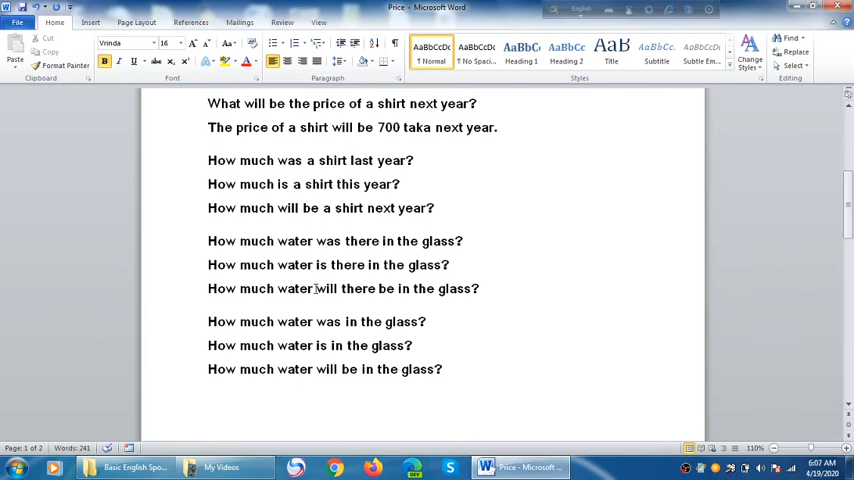 Price - Microsoft Word
English
File Home Insert Page Layout References Mailings Review View
Cut
Copy
Format Painter
Paste
Clipboard
Vrinda 16
Font
Paragraph
AaBbCcDc AaBbCcDc AaBbC AaBbCc AaB AaBbCc. AaBbCcD
¶ Normal ¶ No Spaci... Heading 1 Heading 2 Title Subtitle Subtle Em...
Change Styles
Styles
Find
Replace
Select
Editing
What will be the price of a shirt next year?
The price of a shirt will be 700 taka next year.
How much was a shirt last year?
How much is a shirt this year?
How much will be a shirt next year?
How much water was there in the glass?
How much water is there in the glass?
How much water will there be in the glass?
How much water was in the glass?
How much water is in the glass?
How much water will be in the glass?
Page: 1 of 2 Words: 241 110%
Basic English Spo... My Videos Price - Microsoft ... 6:07 AM
4/19/2020